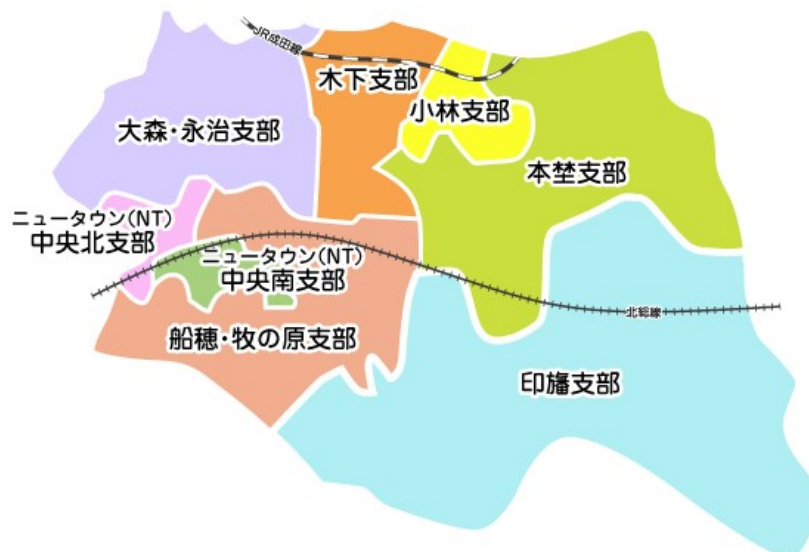 JR成田線
木下支部
小林支部
大森・永治支部
本埜支部
ニュータウン(NT)
中央北支部
ニュータウン(NT)
中央南支部
北総線
船穂・牧の原支部
印旛支部